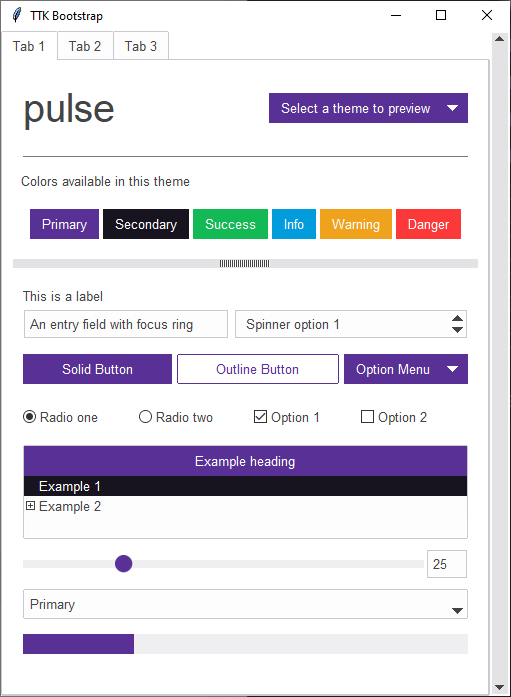 TTK Bootstrap
Tab 1 Tab 2 Tab 3
pulse
Select a theme to preview
Colors available in this theme
Primary Secondary Success Info Warning Danger
This is a label
An entry field with focus ring Spinner option 1
Solid Button Outline Button Option Menu
Radio one Radio two Option 1 Option 2
Example heading
Example 1
Example 2
25
Primary